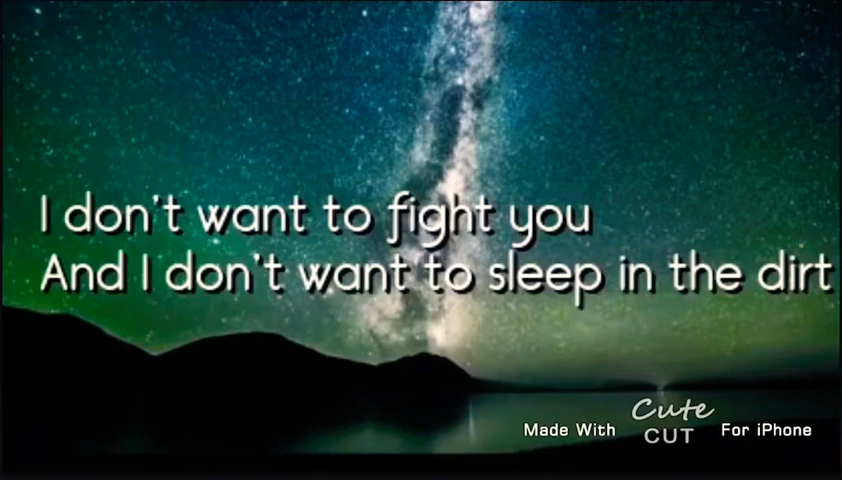 I don't want to fight you
And I don't want to sleep in the dirt
Made With Cute CUT For iPhone